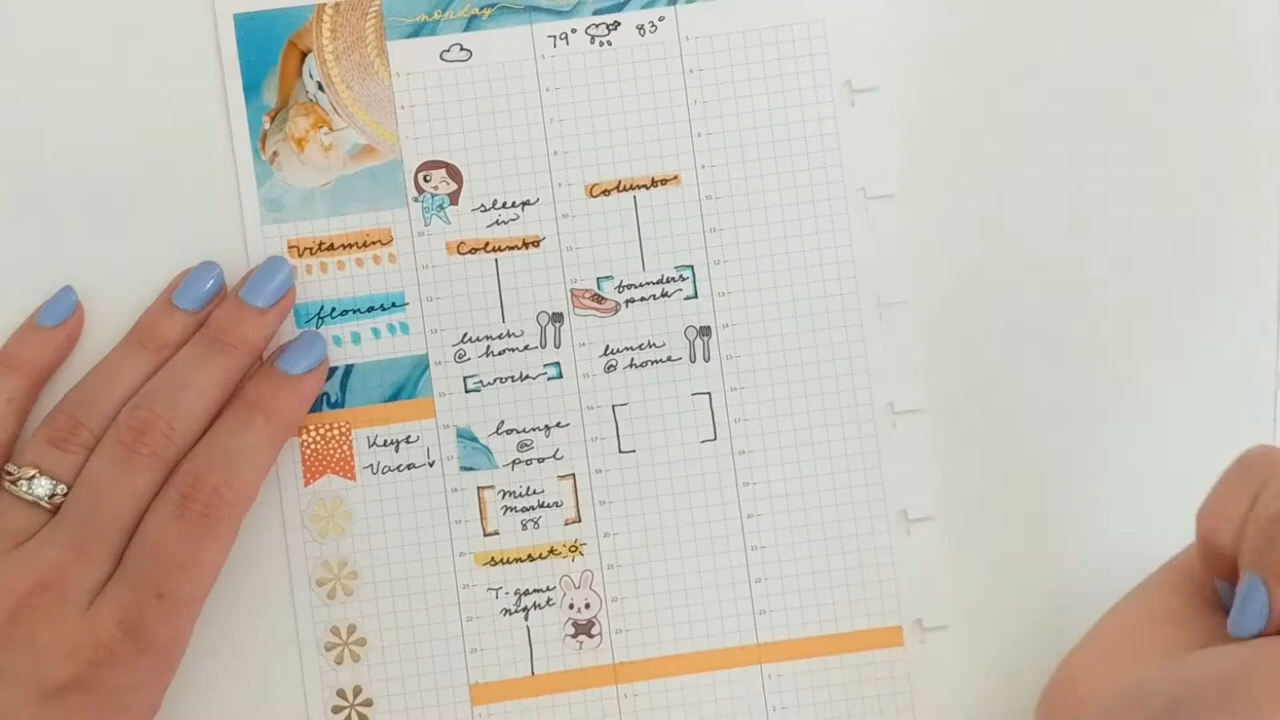 monday
79° 83°
vitamin
flonase
Keys
Vaca!
sleep
in
Columbo
lunch
@ home
work
lounge
@
pool
Mile
Marker
88
sunset
T-game
night
Columbo
founders
park
lunch
@ home